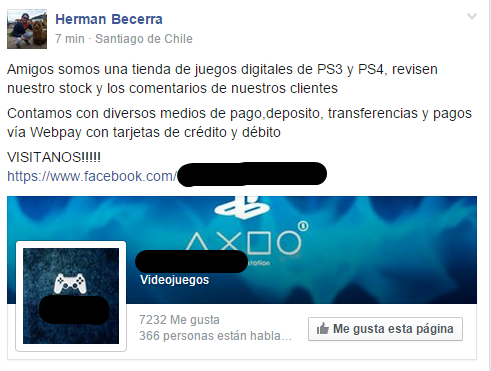 Herman Becerra
7 min · Santiago de Chile
Amigos somos una tienda de juegos digitales de PS3 y PS4, revisen
nuestro stock y los comentarios de nuestros clientes
Contamos con diversos medios de pago,deposito, transferencias y pagos
vía Webpay con tarjetas de crédito y débito
VISITANOS!!!!!
https://www.facebook.com/
Videojuegos
7232 Me gusta
366 personas están habla...
Me gusta esta página